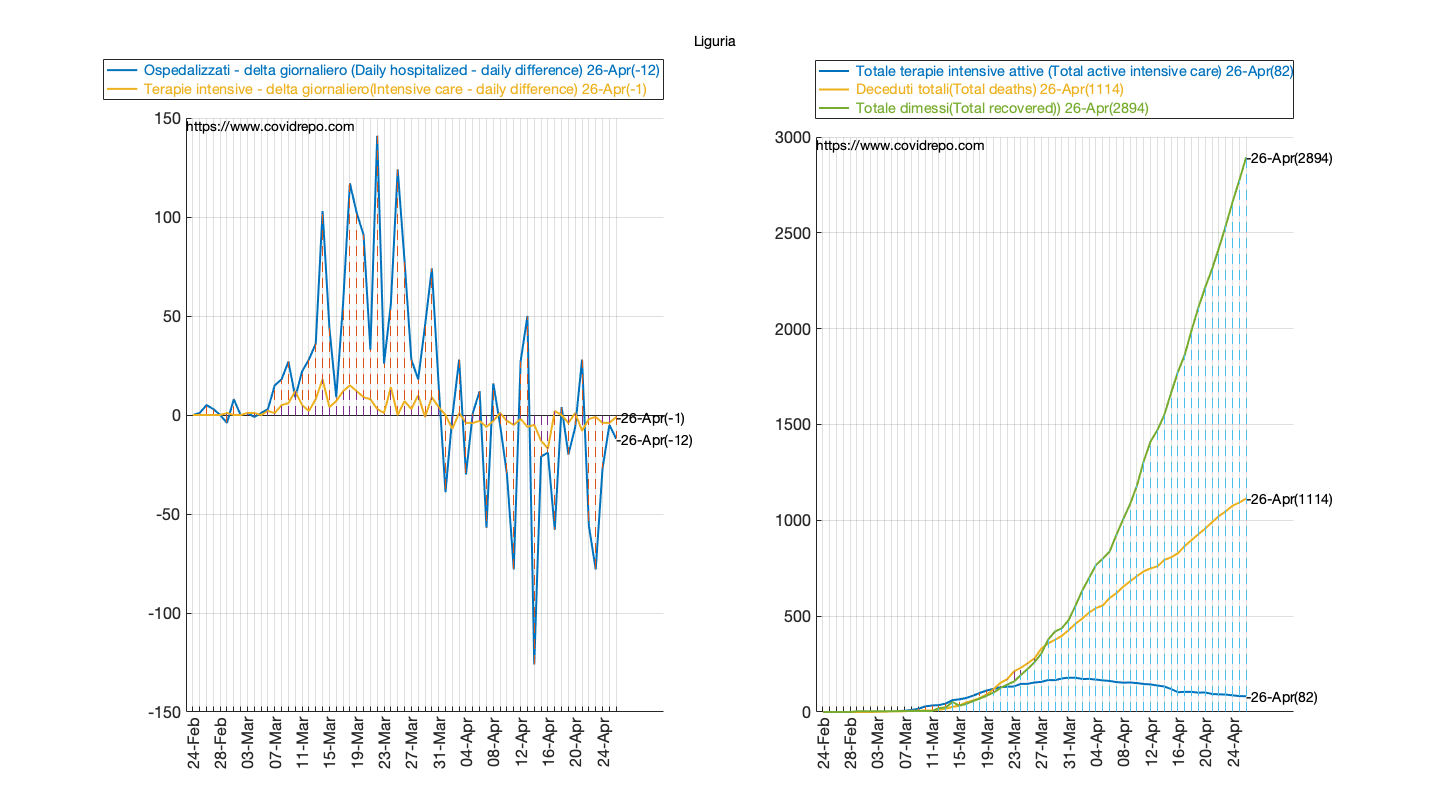 Liguria
Ospedalizzati - delta giornaliero (Daily hospitalized - daily difference) 26-Apr(-12)
Terapie intensive - delta giornaliero(Intensive care - daily difference) 26-Apr(-1)
https://www.covidrepo.com
150
100
50
0
-50
-100
-150
-26-Apr(-1)
-26-Apr(-12)
24-Feb
28-Feb
03-Mar
07-Mar
11-Mar
15-Mar
19-Mar
23-Mar
27-Mar
31-Mar
04-Apr
08-Apr
12-Apr
16-Apr
20-Apr
24-Apr
Totale terapie intensive attive (Total active intensive care) 26-Apr(82)
Deceduti totali(Total deaths) 26-Apr(1114)
Totale dimessi(Total recovered)) 26-Apr(2894)
https://www.covidrepo.com
3000
2500
2000
1500
1000
500
0
-26-Apr(2894)
-26-Apr(1114)
-26-Apr(82)
24-Feb
28-Feb
03-Mar
07-Mar
11-Mar
15-Mar
19-Mar
23-Mar
27-Mar
31-Mar
04-Apr
08-Apr
12-Apr
16-Apr
20-Apr
24-Apr